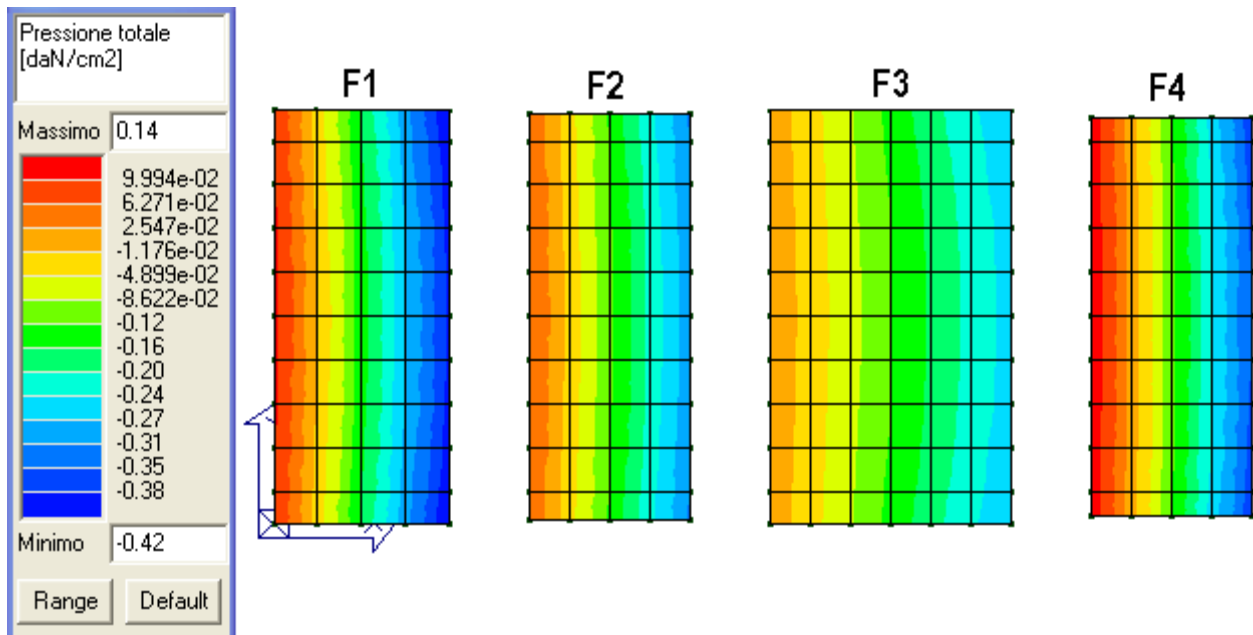 Pressione totale
[daN/cm2]
Massimo 0.14
9.994e-02
6.271e-02
2.547e-02
-1.176e-02
-4.899e-02
-8.622e-02
-0.12
-0.16
-0.20
-0.24
-0.27
-0.31
-0.35
-0.38
Minimo -0.42
Range Default
F1 F2 F3 F4